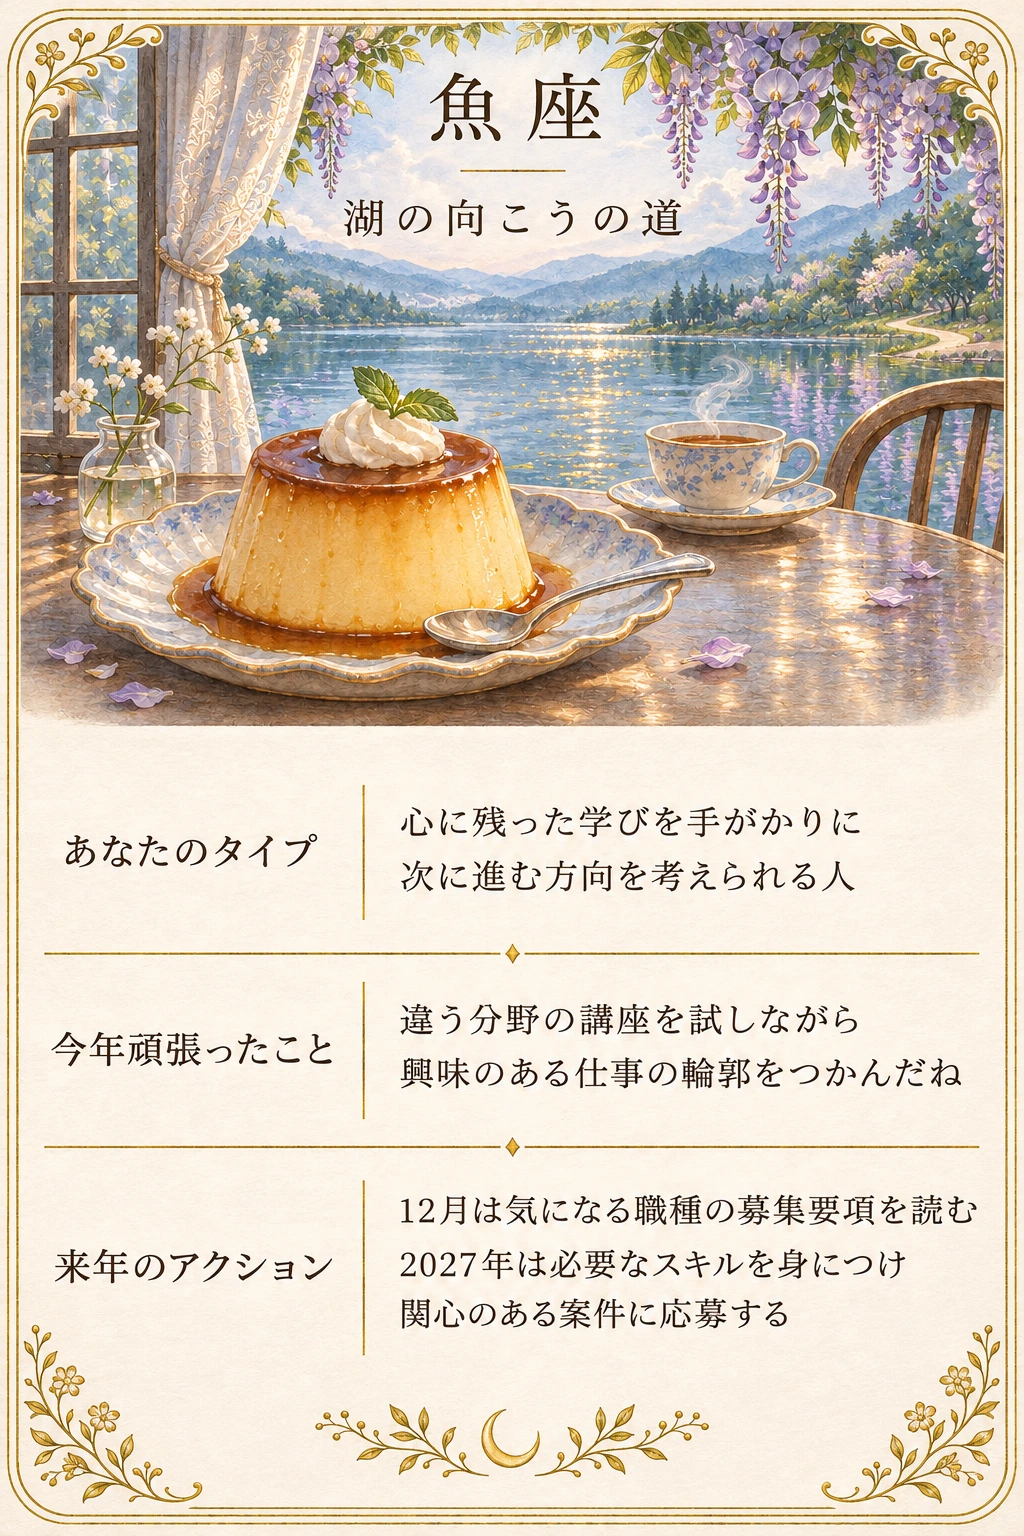 魚座
湖の向こうの道
あなたのタイプ
心に残った学びを手がかりに
次に進む方向を考えられる人
今年頑張ったこと
違う分野の講座を試しながら
興味のある仕事の輪郭をつかんだね
来年のアクション
12月は気になる職種の募集要項を読む
2027年は必要なスキルを身につけ
関心のある案件に応募する